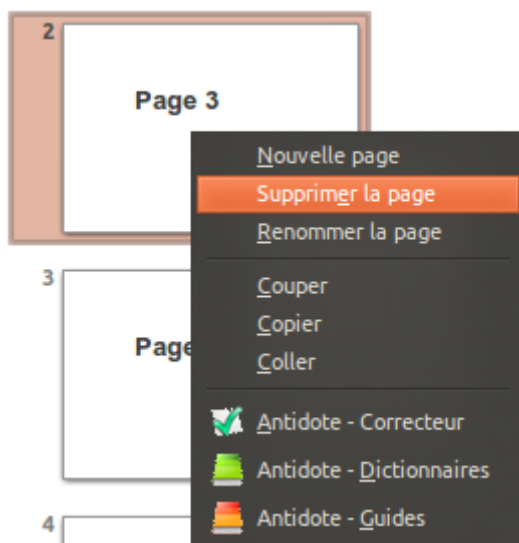 2
Page 3
Nouvelle page
Supprimer la page
Renommer la page
3
Page
Couper
Copier
Coller
Antidote - Correcteur
Antidote - Dictionnaires
4
Antidote - Guides